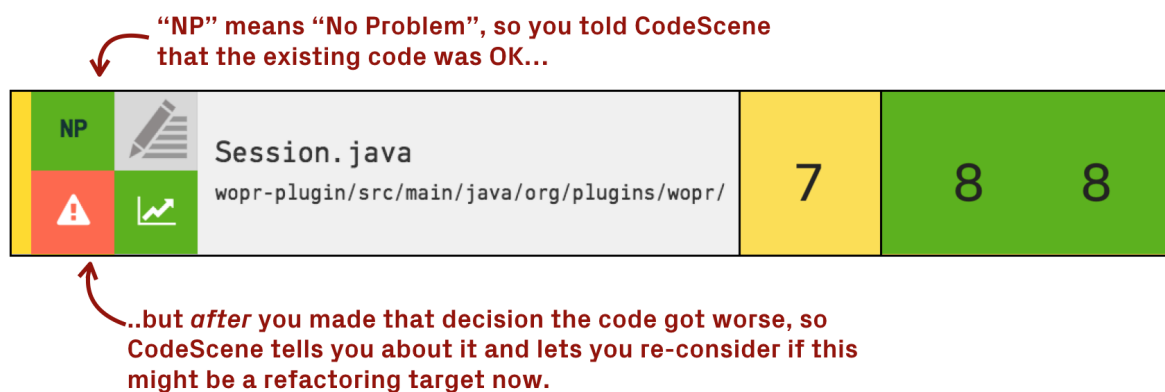 “NP” means “No Problem”, so you told CodeScene
that the existing code was OK...
NP
Session.java
wopr-plugin/src/main/java/org/plugins/wopr/
7
8
8
..but after you made that decision the code got worse, so
CodeScene tells you about it and lets you re-consider if this
might be a refactoring target now.